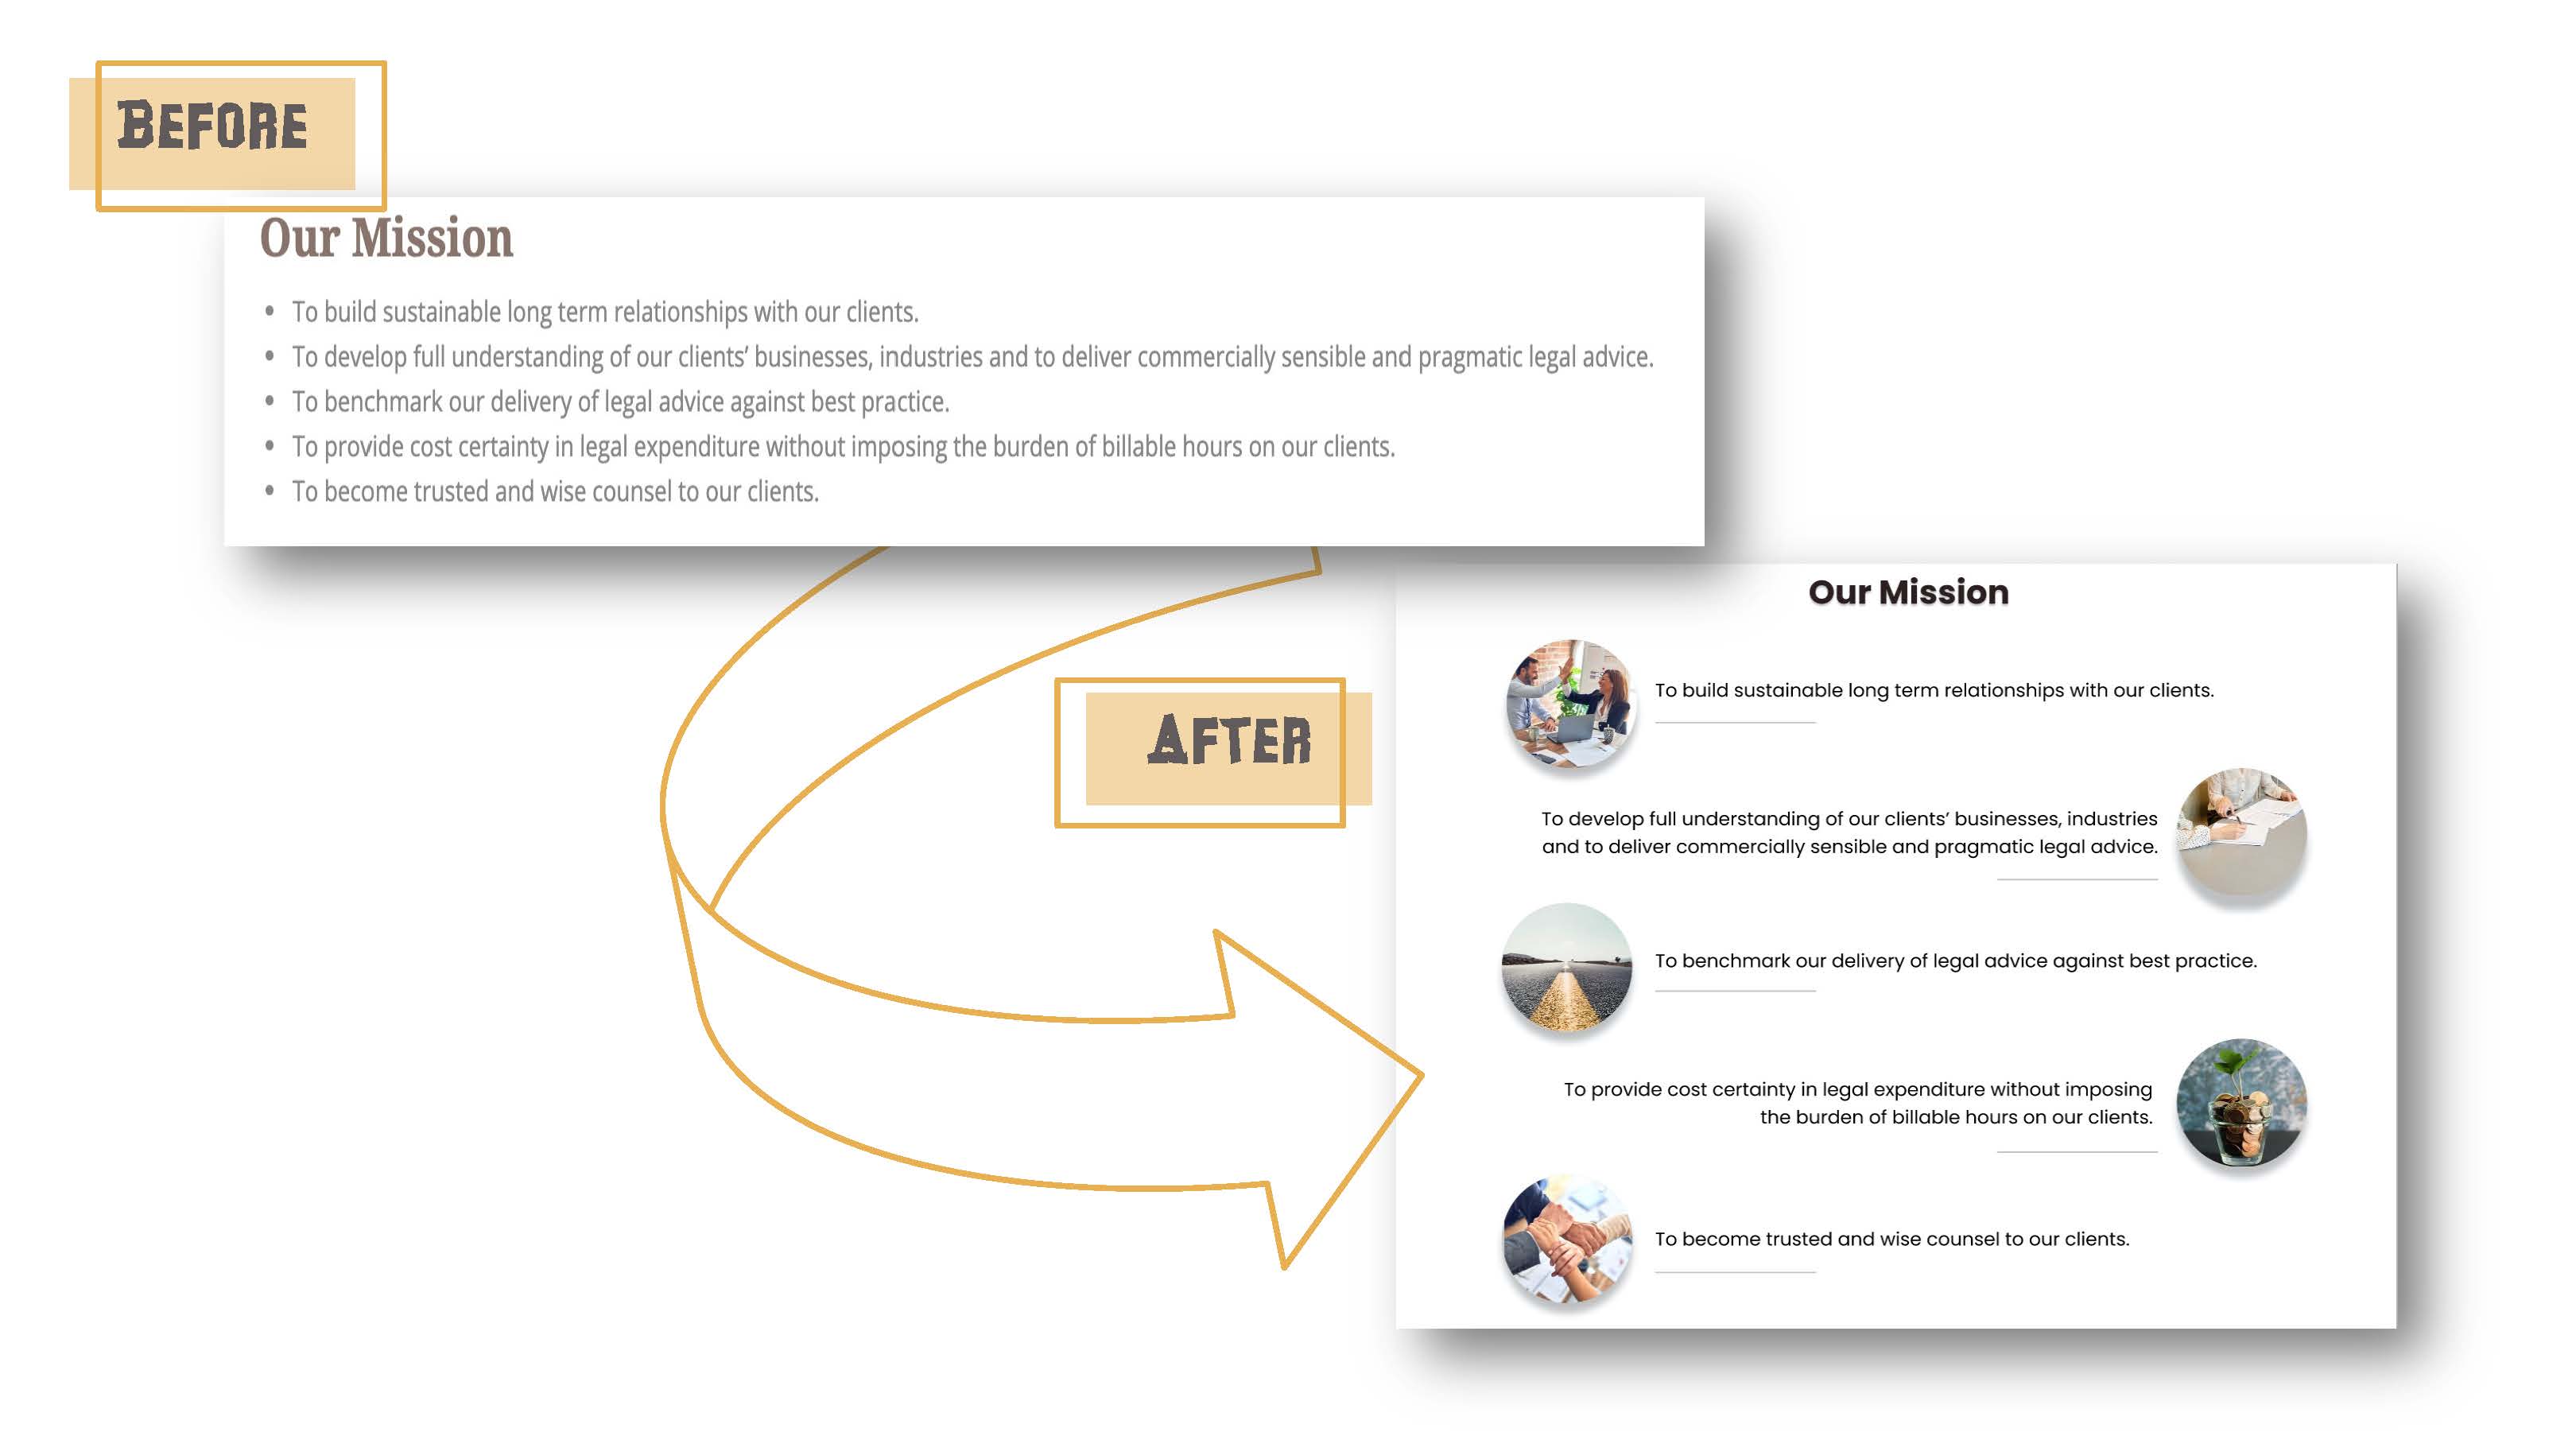 BEFORE
Our Mission
• To build sustainable long term relationships with our clients.
• To develop full understanding of our clients’ businesses, industries and to deliver commercially sensible and pragmatic legal advice.
• To benchmark our delivery of legal advice against best practice.
• To provide cost certainty in legal expenditure without imposing the burden of billable hours on our clients.
• To become trusted and wise counsel to our clients.
AFTER
Our Mission
To build sustainable long term relationships with our clients.
To develop full understanding of our clients’ businesses, industries
and to deliver commercially sensible and pragmatic legal advice.
To benchmark our delivery of legal advice against best practice.
To provide cost certainty in legal expenditure without imposing
the burden of billable hours on our clients.
To become trusted and wise counsel to our clients.